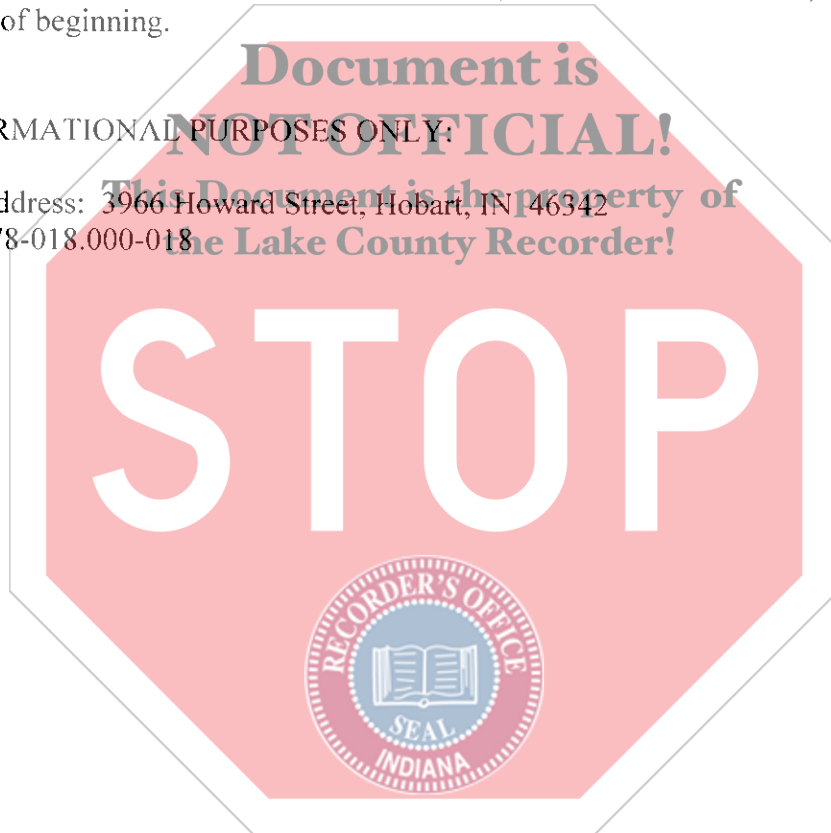 of beginning.
Document is
NOT OFFICIAL!
RMATIONAL PURPOSES ONLY:
This Document is the property of
ddress: 3966 Howard Street, Hobart, IN 46342
the Lake County Recorder!
8-018.000-018
STOP
RECORDER'S OFFICE
SEAL
INDIANA